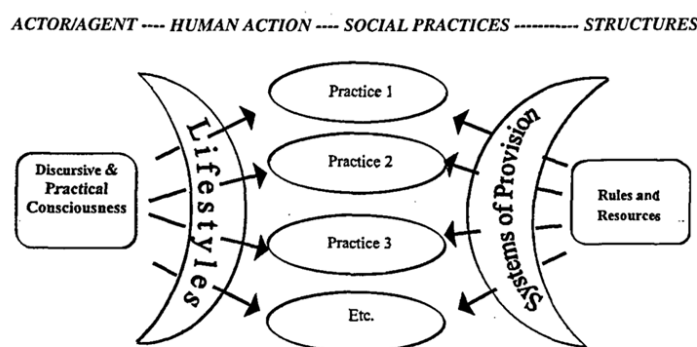 ACTOR/AGENT ---- HUMAN ACTION ---- SOCIAL PRACTICES ----------- STRUCTURES
Lifestyles
Systems of Provision
Practice 1
Practice 2
Practice 3
Etc.
Discursive &
Practical
Consciousness
Rules and
Resources